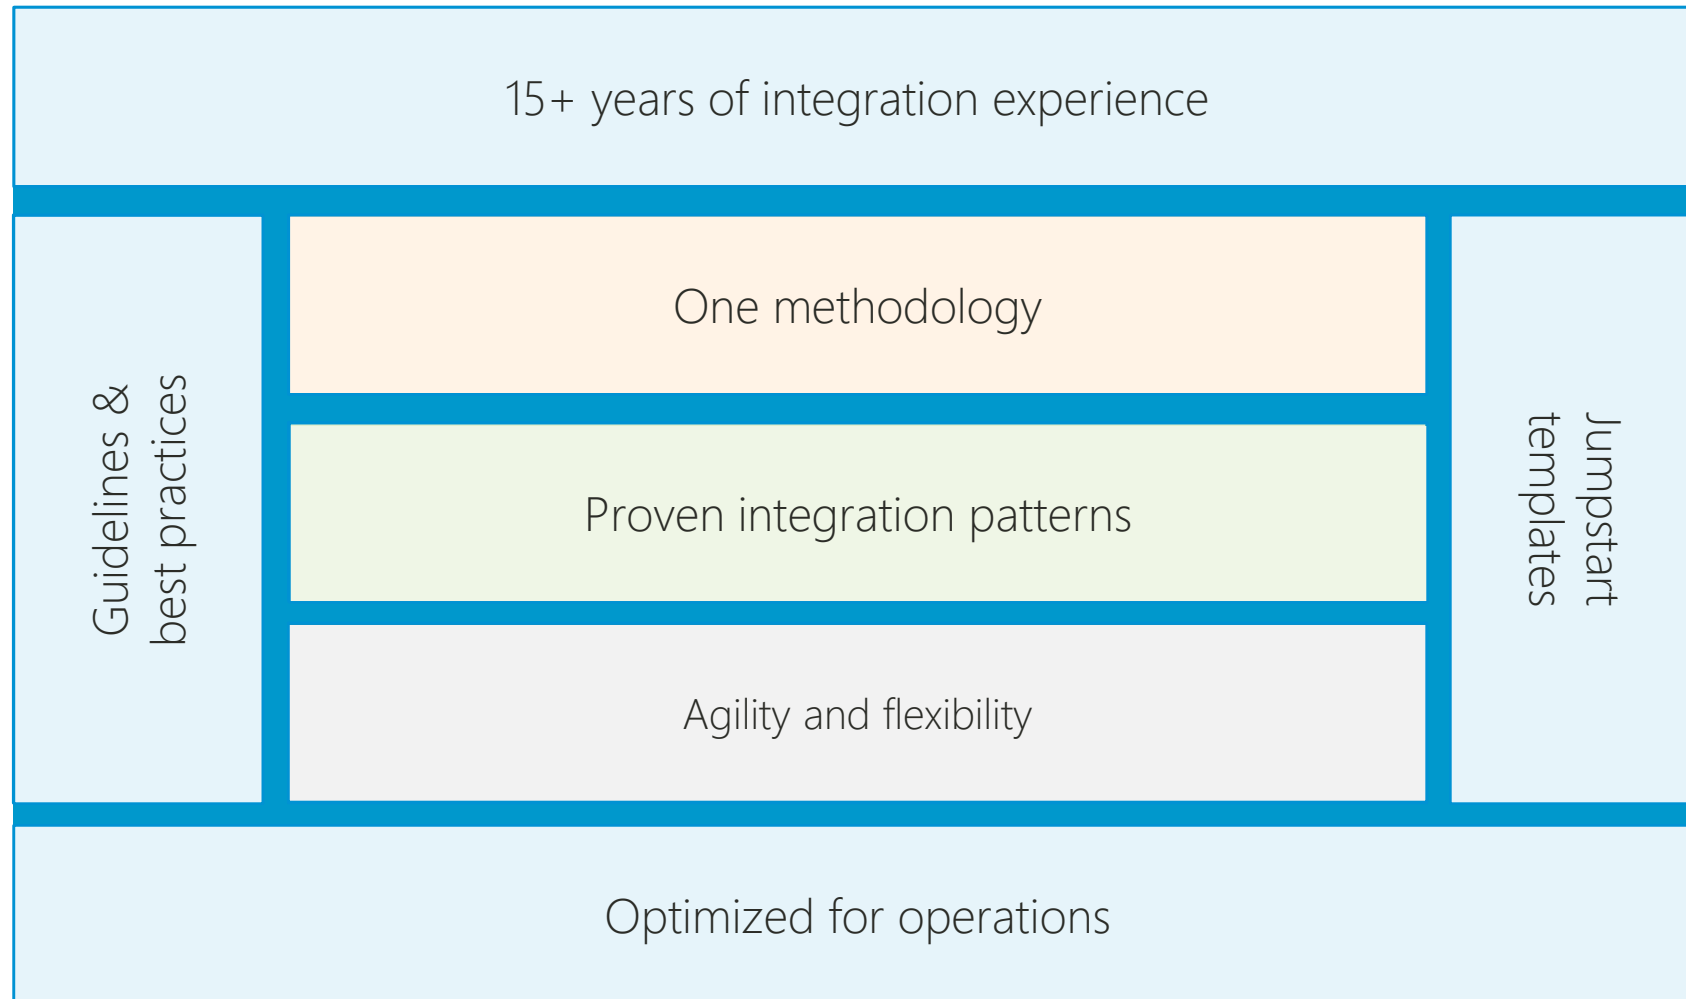 15+ years of integration experience
Guidelines &
best practices
One methodology
Proven integration patterns
Agility and flexibility
Jumpstart
templates
Optimized for operations